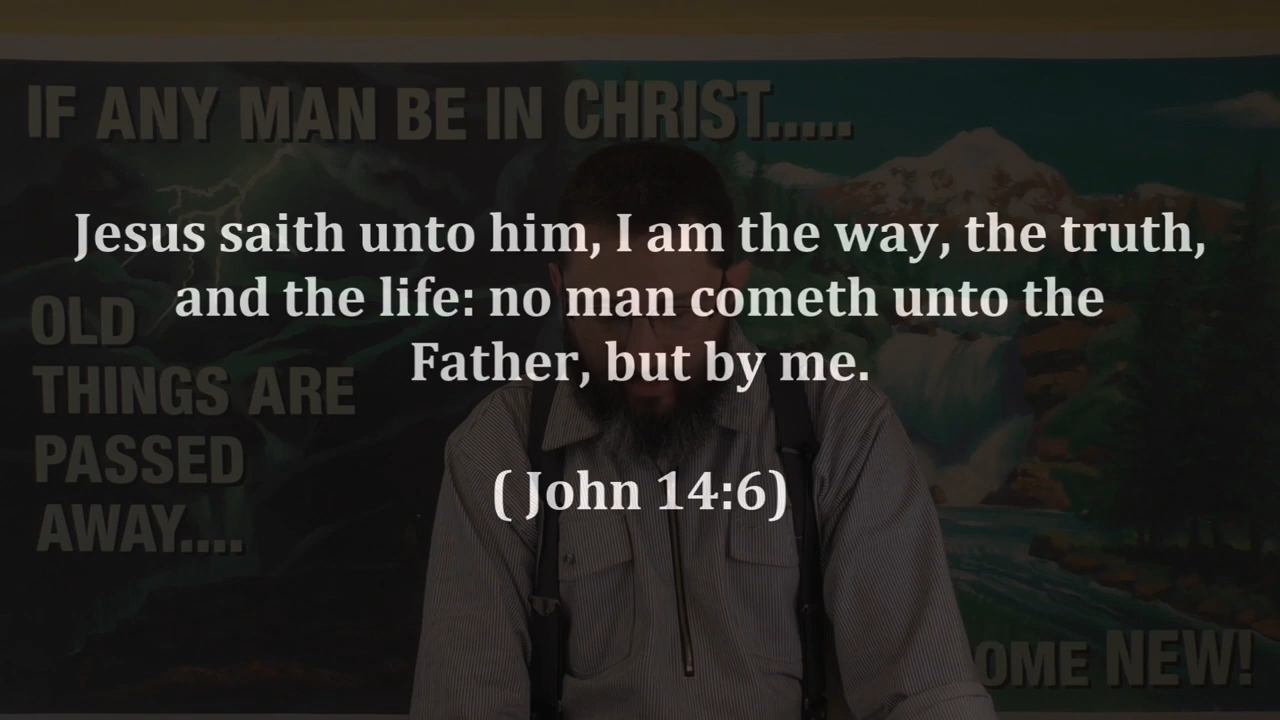 IF ANY MAN BE IN CHRIST.....
Jesus saith unto him, I am the way, the truth,
and the life: no man cometh unto the
Father, but by me.
( John 14:6)
OLD
THINGS ARE
PASSED
AWAY....
NEW!